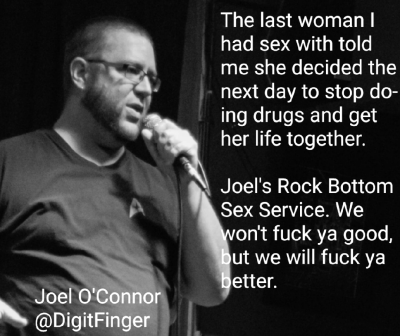 The last woman I
had sex with told
me she decided the
next day to stop do-
ing drugs and get
her life together.
Joel's Rock Bottom
Sex Service. We
won't fuck ya good,
but we will fuck ya
better.
Joel O'Connor
@DigitFinger